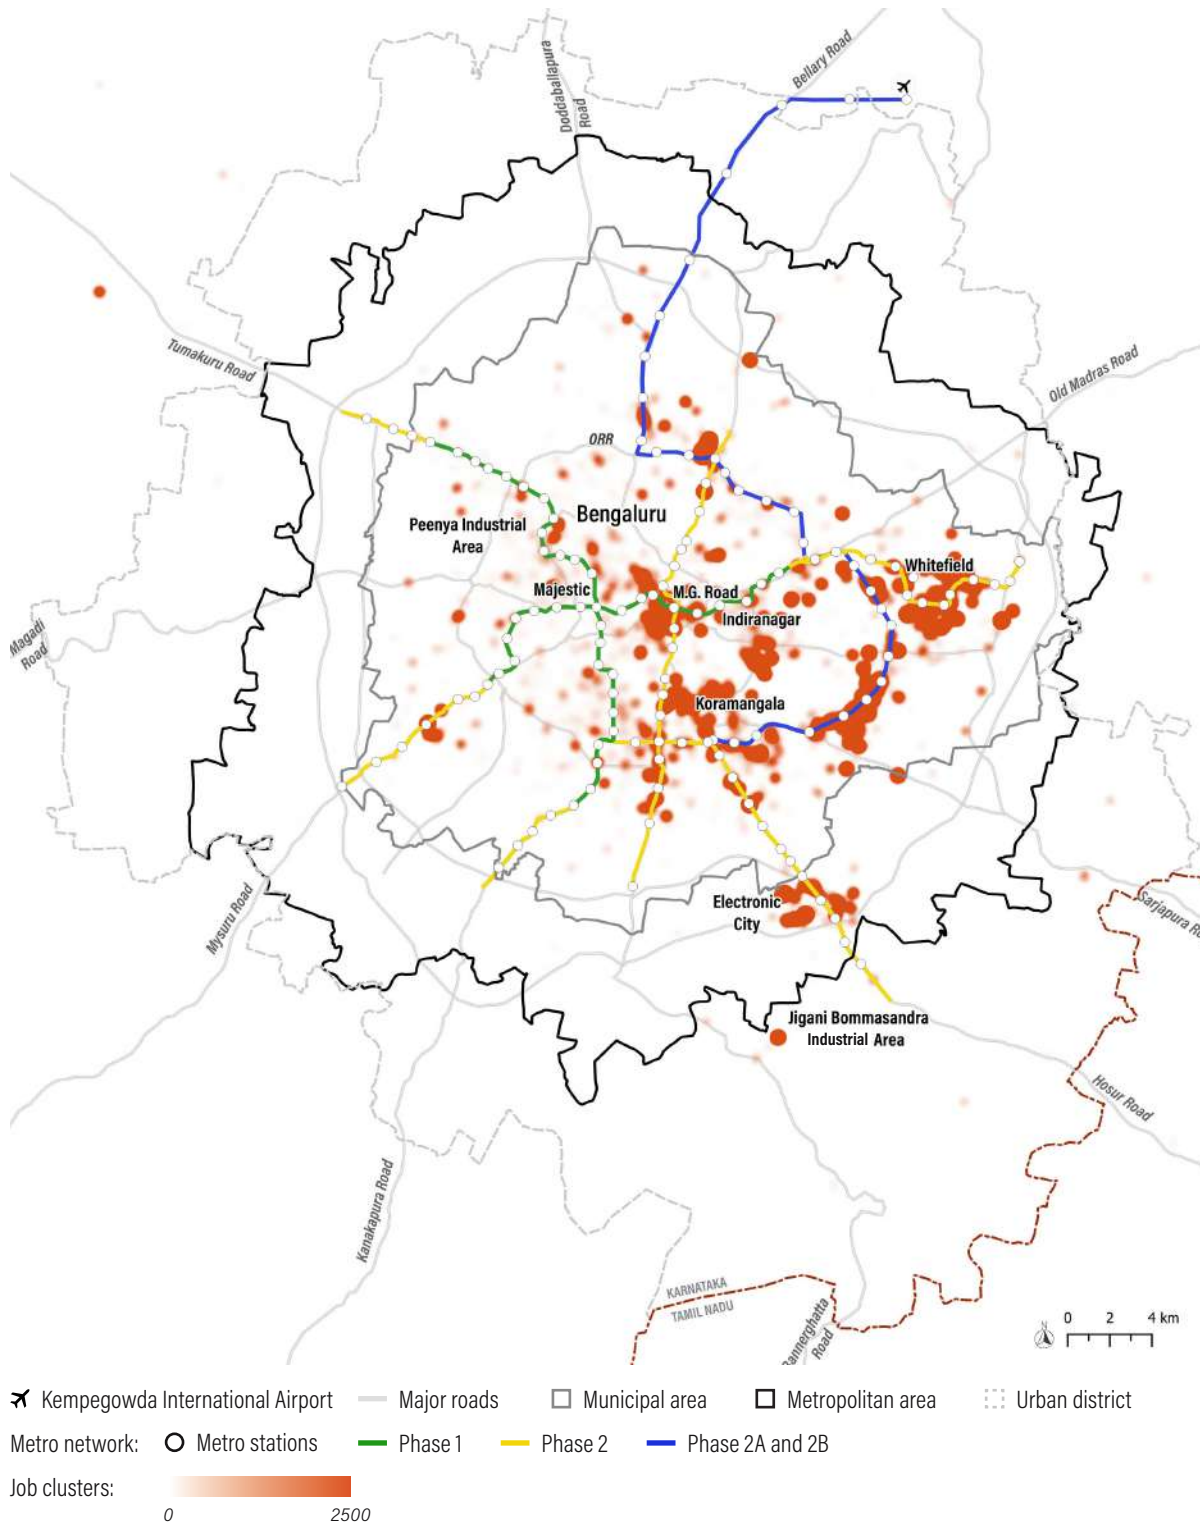 Bellary Road
Doddaballapura
Road
Tumakuru Road
Old Madras Road
ORR
Bengaluru
Peenya Industrial
Area
Whitefield
Majestic
M.G. Road
Indiranagar
Magadi
Road
Koramangala
Electronic
City
Mysuru Road
Sarjapura Ro
Jigani Bommasandra
Industrial Area
Hosur Road
Kanakapura Road
KARNATAKA
TAMIL NADU
Bannerghatta
Road
N
0 2 4 km
Kempegowda International Airport Major roads Municipal area Metropolitan area Urban district
Metro network: Metro stations Phase 1 Phase 2 Phase 2A and 2B
Job clusters:
0 2500